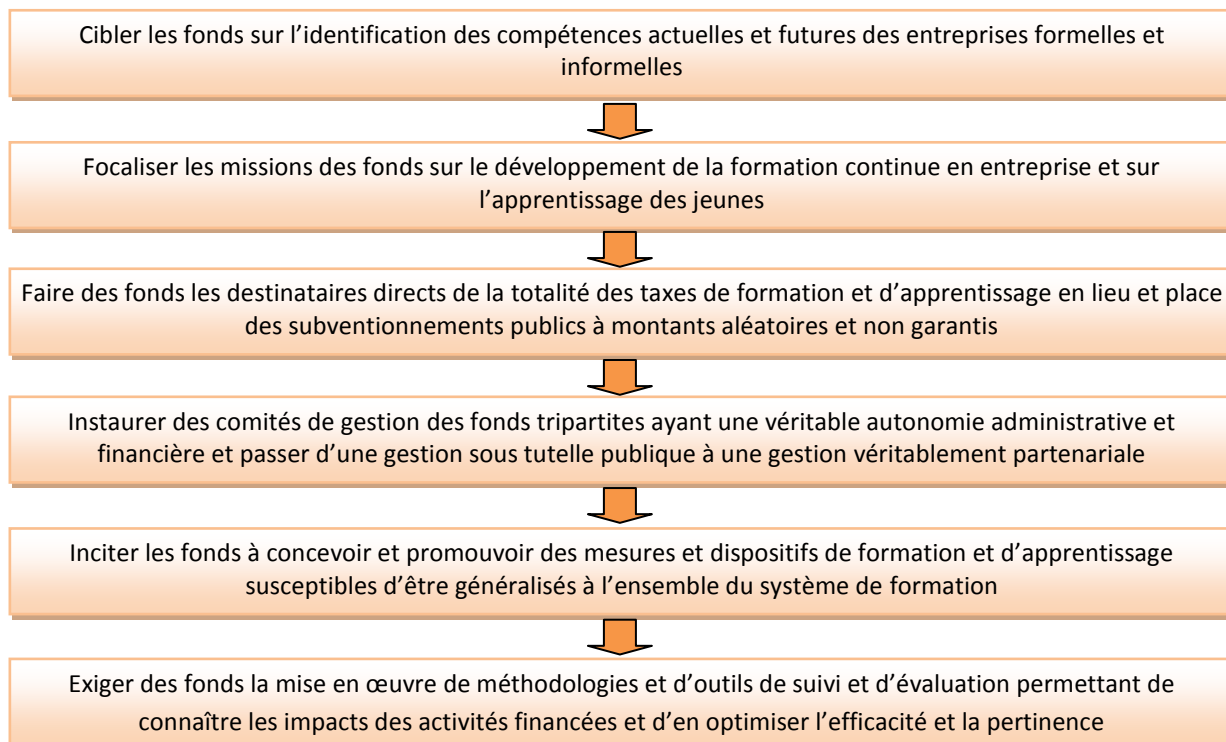 Cibler les fonds sur l’identification des compétences actuelles et futures des entreprises formelles et
informelles
Focaliser les missions des fonds sur le développement de la formation continue en entreprise et sur
l’apprentissage des jeunes
Faire des fonds les destinataires directs de la totalité des taxes de formation et d’apprentissage en lieu et place
des subventionnements publics à montants aléatoires et non garantis
Instaurer des comités de gestion des fonds tripartites ayant une véritable autonomie administrative et
financière et passer d’une gestion sous tutelle publique à une gestion véritablement partenariale
Inciter les fonds à concevoir et promouvoir des mesures et dispositifs de formation et d’apprentissage
susceptibles d’être généralisés à l’ensemble du système de formation
Exiger des fonds la mise en œuvre de méthodologies et d’outils de suivi et d’évaluation permettant de
connaître les impacts des activités financées et d’en optimiser l’efficacité et la pertinence